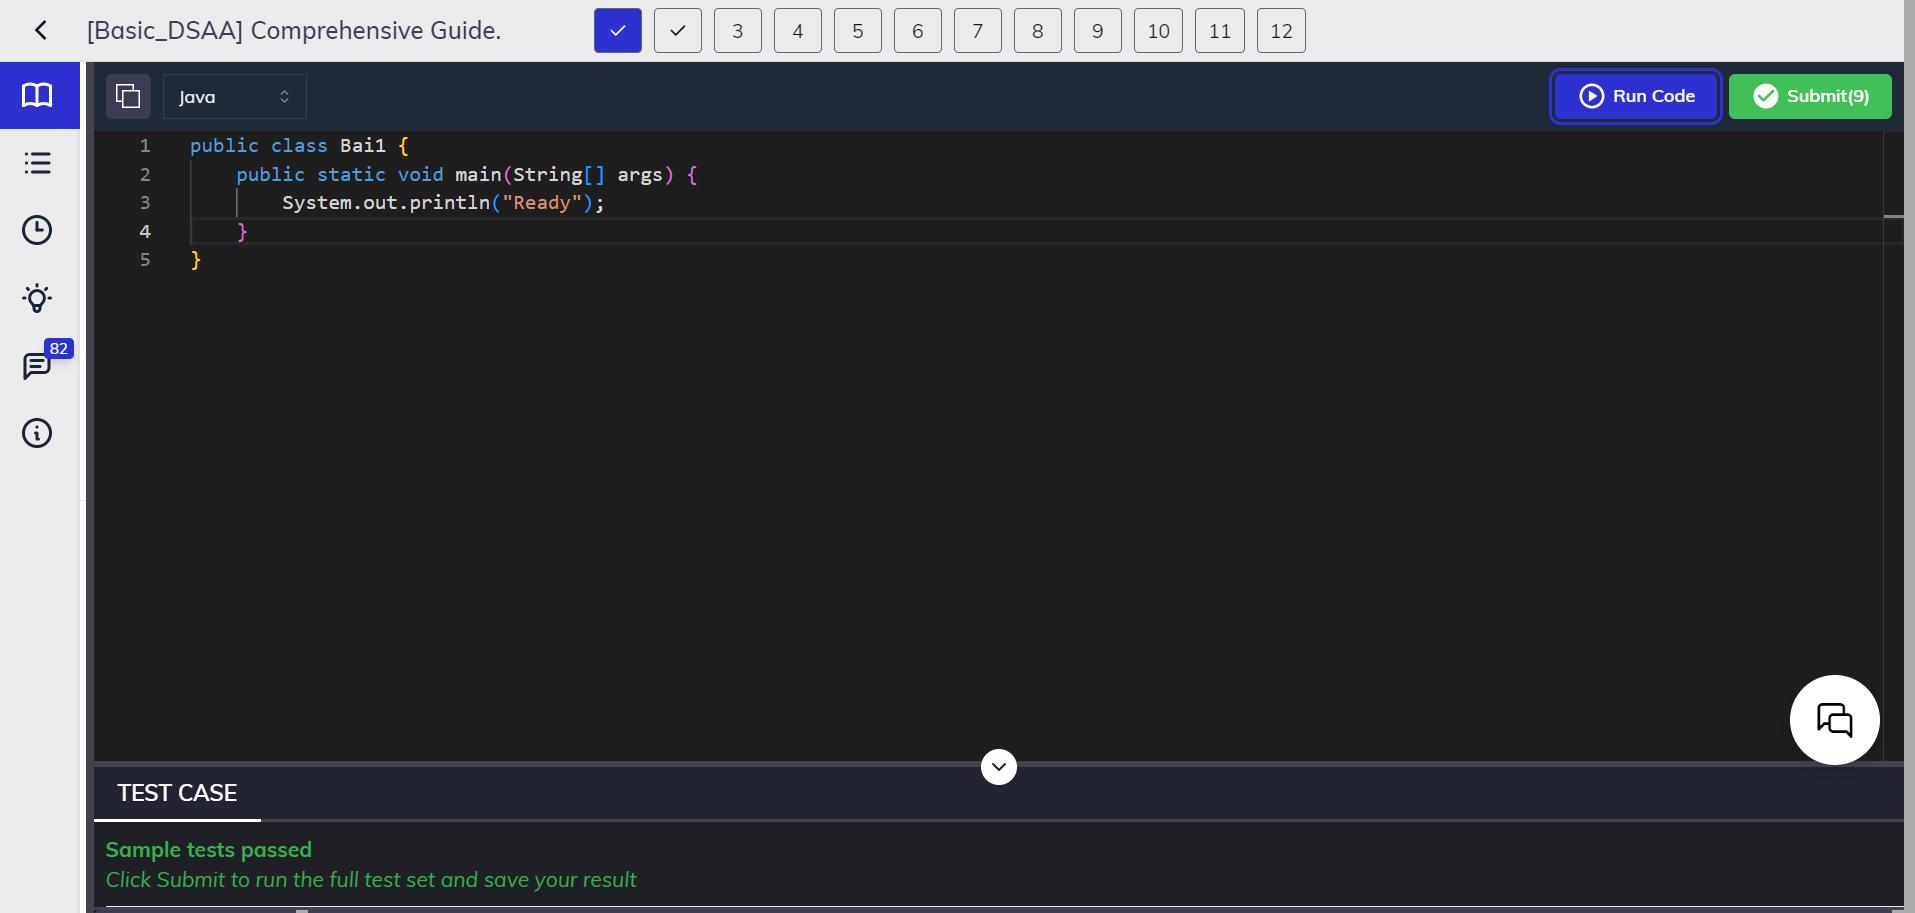 [Basic_DSAA] Comprehensive Guide.
3 4 5 6 7 8 9 10 11 12
Java
Run Code
Submit(9)
1 public class Bai1 {
2 public static void main(String[] args) {
3 System.out.println("Ready");
4 }
5 }
82
TEST CASE
Sample tests passed
Click Submit to run the full test set and save your result